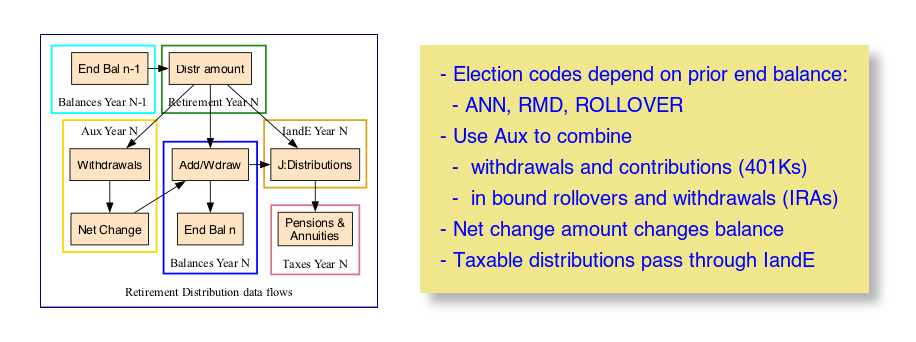 End Bal n-1
Distr amount
Balances Year N-1
Retirement Year N
Aux Year N
IandE Year N
Withdrawals
Add/Wdraw
J:Distributions
Net Change
End Bal n
Pensions &
Annuities
Balances Year N
Taxes Year N
Retirement Distribution data flows
- Election codes depend on prior end balance:
- ANN, RMD, ROLLOVER
- Use Aux to combine
- withdrawals and contributions (401Ks)
- in bound rollovers and withdrawals (IRAs)
- Net change amount changes balance
- Taxable distributions pass through IandE